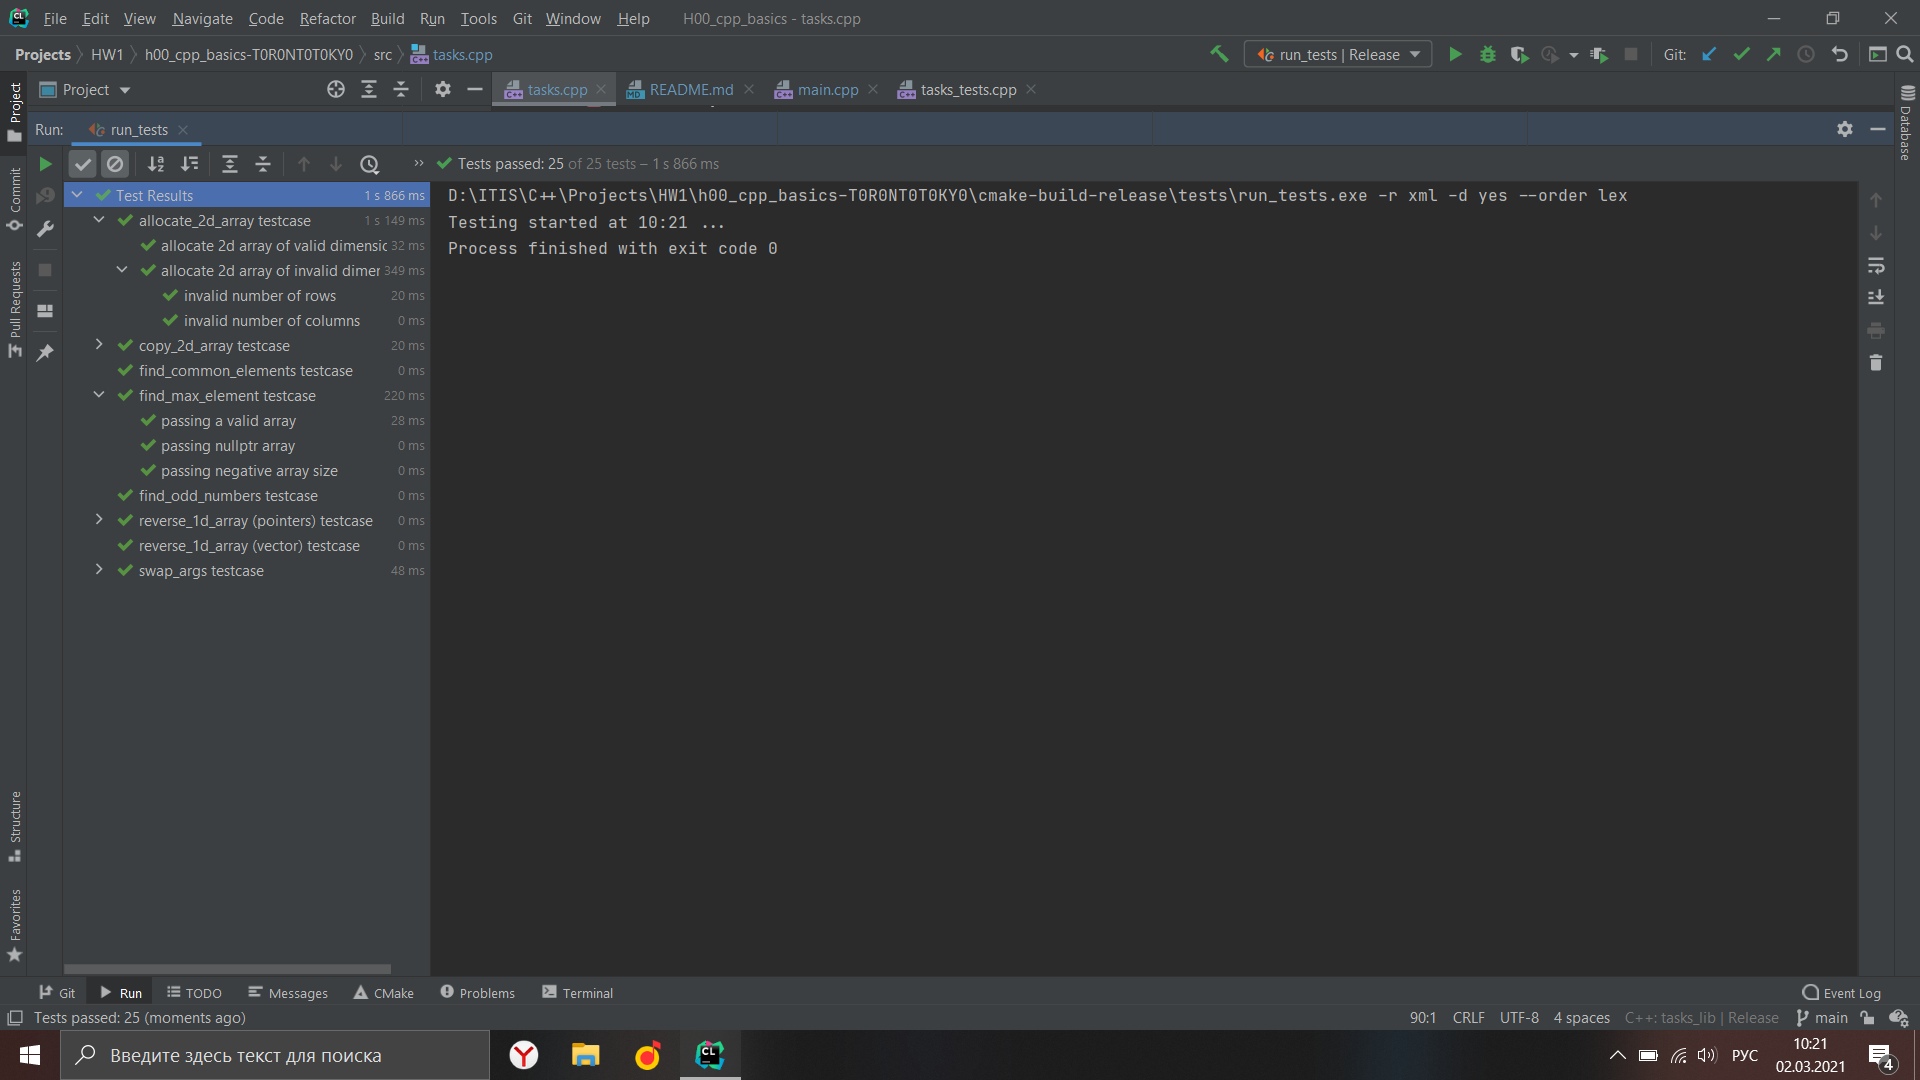 File Edit View Navigate Code Refactor Build Run Tools Git Window Help H00_cpp_basics - tasks.cpp
Projects HW1 h00_cpp_basics-T0R0NT0T0KY0 src tasks.cpp run_tests | Release Git:
Project tasks.cpp README.md main.cpp tasks_tests.cpp
Run: run_tests
Tests passed: 25 of 25 tests – 1 s 866 ms
Test Results 1 s 866 ms
allocate_2d_array testcase 1 s 149 ms
allocate 2d array of valid dimensic 32 ms
allocate 2d array of invalid dimer 349 ms
invalid number of rows 20 ms
invalid number of columns 0 ms
copy_2d_array testcase 20 ms
find_common_elements testcase 0 ms
find_max_element testcase 220 ms
passing a valid array 28 ms
passing nullptr array 0 ms
passing negative array size 0 ms
find_odd_numbers testcase 0 ms
reverse_1d_array (pointers) testcase 0 ms
reverse_1d_array (vector) testcase 0 ms
swap_args testcase 48 ms
D:\ITIS\C++\Projects\HW1\h00_cpp_basics-T0R0NT0T0KY0\cmake-build-release\tests\run_tests.exe -r xml -d yes --order lex
Testing started at 10:21 ...
Process finished with exit code 0
Project
Commit
Pull Requests
Structure
Favorites
Database
Git Run TODO Messages CMake Problems Terminal Event Log
Tests passed: 25 (moments ago) 90:1 CRLF UTF-8 4 spaces C++: tasks_lib | Release main
Введите здесь текст для поиска
РУС
10:21
02.03.2021
4